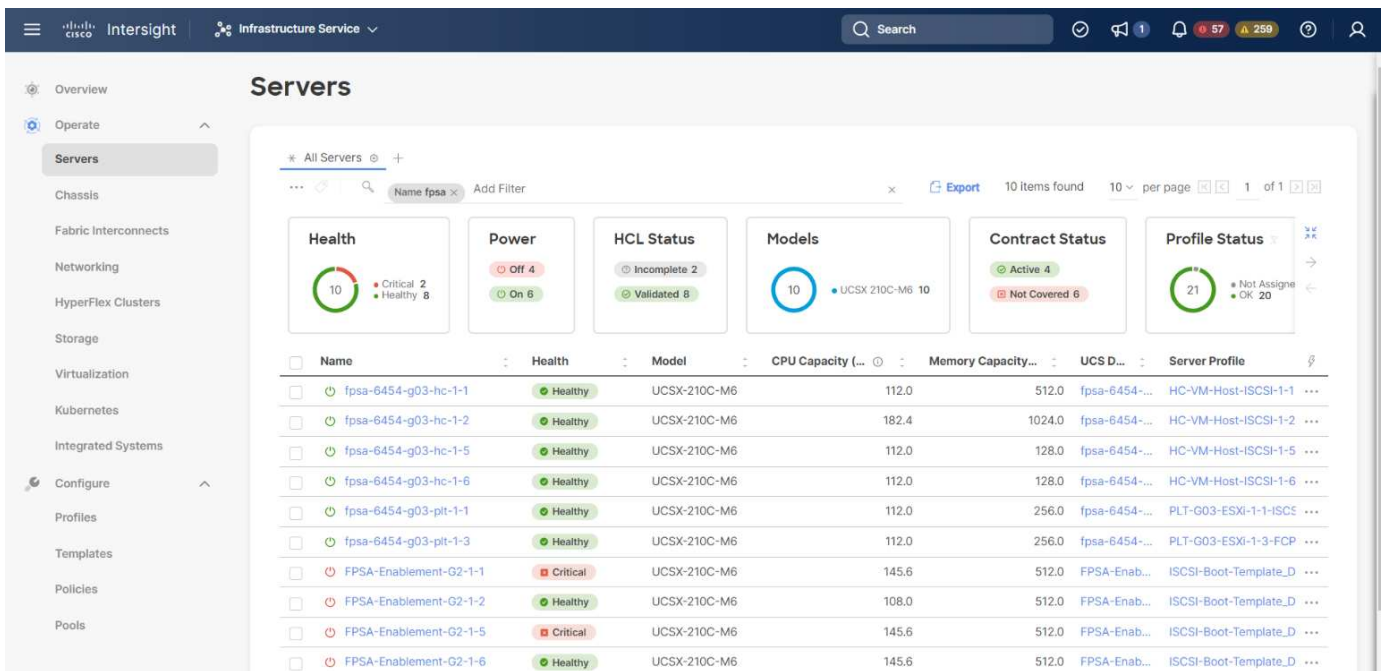 cisco Intersight Infrastructure Service Search 1 57 259
Overview
Operate
Servers
Chassis
Fabric Interconnects
Networking
HyperFlex Clusters
Storage
Virtualization
Kubernetes
Integrated Systems
Configure
Profiles
Templates
Policies
Pools
Servers
All Servers
Name fpsa × Add Filter × Export 10 items found 10 per page 1 of 1
Health
10
Critical 2
Healthy 8
Power
Off 4
On 6
HCL Status
Incomplete 2
Validated 8
Models
10
UCSX 210C-M6 10
Contract Status
Active 4
Not Covered 6
Profile Status
21
Not Assigne
OK 20
Name Health Model CPU Capacity (... Memory Capacity... UCS D... Server Profile
fpsa-6454-g03-hc-1-1 Healthy UCSX-210C-M6 112.0 512.0 fpsa-6454-... HC-VM-Host-ISCSI-1-1 ...
fpsa-6454-g03-hc-1-2 Healthy UCSX-210C-M6 182.4 1024.0 fpsa-6454-... HC-VM-Host-ISCSI-1-2 ...
fpsa-6454-g03-hc-1-5 Healthy UCSX-210C-M6 112.0 128.0 fpsa-6454-... HC-VM-Host-ISCSI-1-5 ...
fpsa-6454-g03-hc-1-6 Healthy UCSX-210C-M6 112.0 128.0 fpsa-6454-... HC-VM-Host-ISCSI-1-6 ...
fpsa-6454-g03-plt-1-1 Healthy UCSX-210C-M6 112.0 256.0 fpsa-6454-... PLT-G03-ESXi-1-1-ISCS ...
fpsa-6454-g03-plt-1-3 Healthy UCSX-210C-M6 112.0 256.0 fpsa-6454-... PLT-G03-ESXi-1-3-FCP ...
FPSA-Enablement-G2-1-1 Critical UCSX-210C-M6 145.6 512.0 FPSA-Enab... ISCSI-Boot-Template_D ...
FPSA-Enablement-G2-1-2 Healthy UCSX-210C-M6 108.0 512.0 FPSA-Enab... ISCSI-Boot-Template_D ...
FPSA-Enablement-G2-1-5 Critical UCSX-210C-M6 145.6 512.0 FPSA-Enab... ISCSI-Boot-Template_D ...
FPSA-Enablement-G2-1-6 Healthy UCSX-210C-M6 145.6 512.0 FPSA-Enab... ISCSI-Boot-Template_D ...